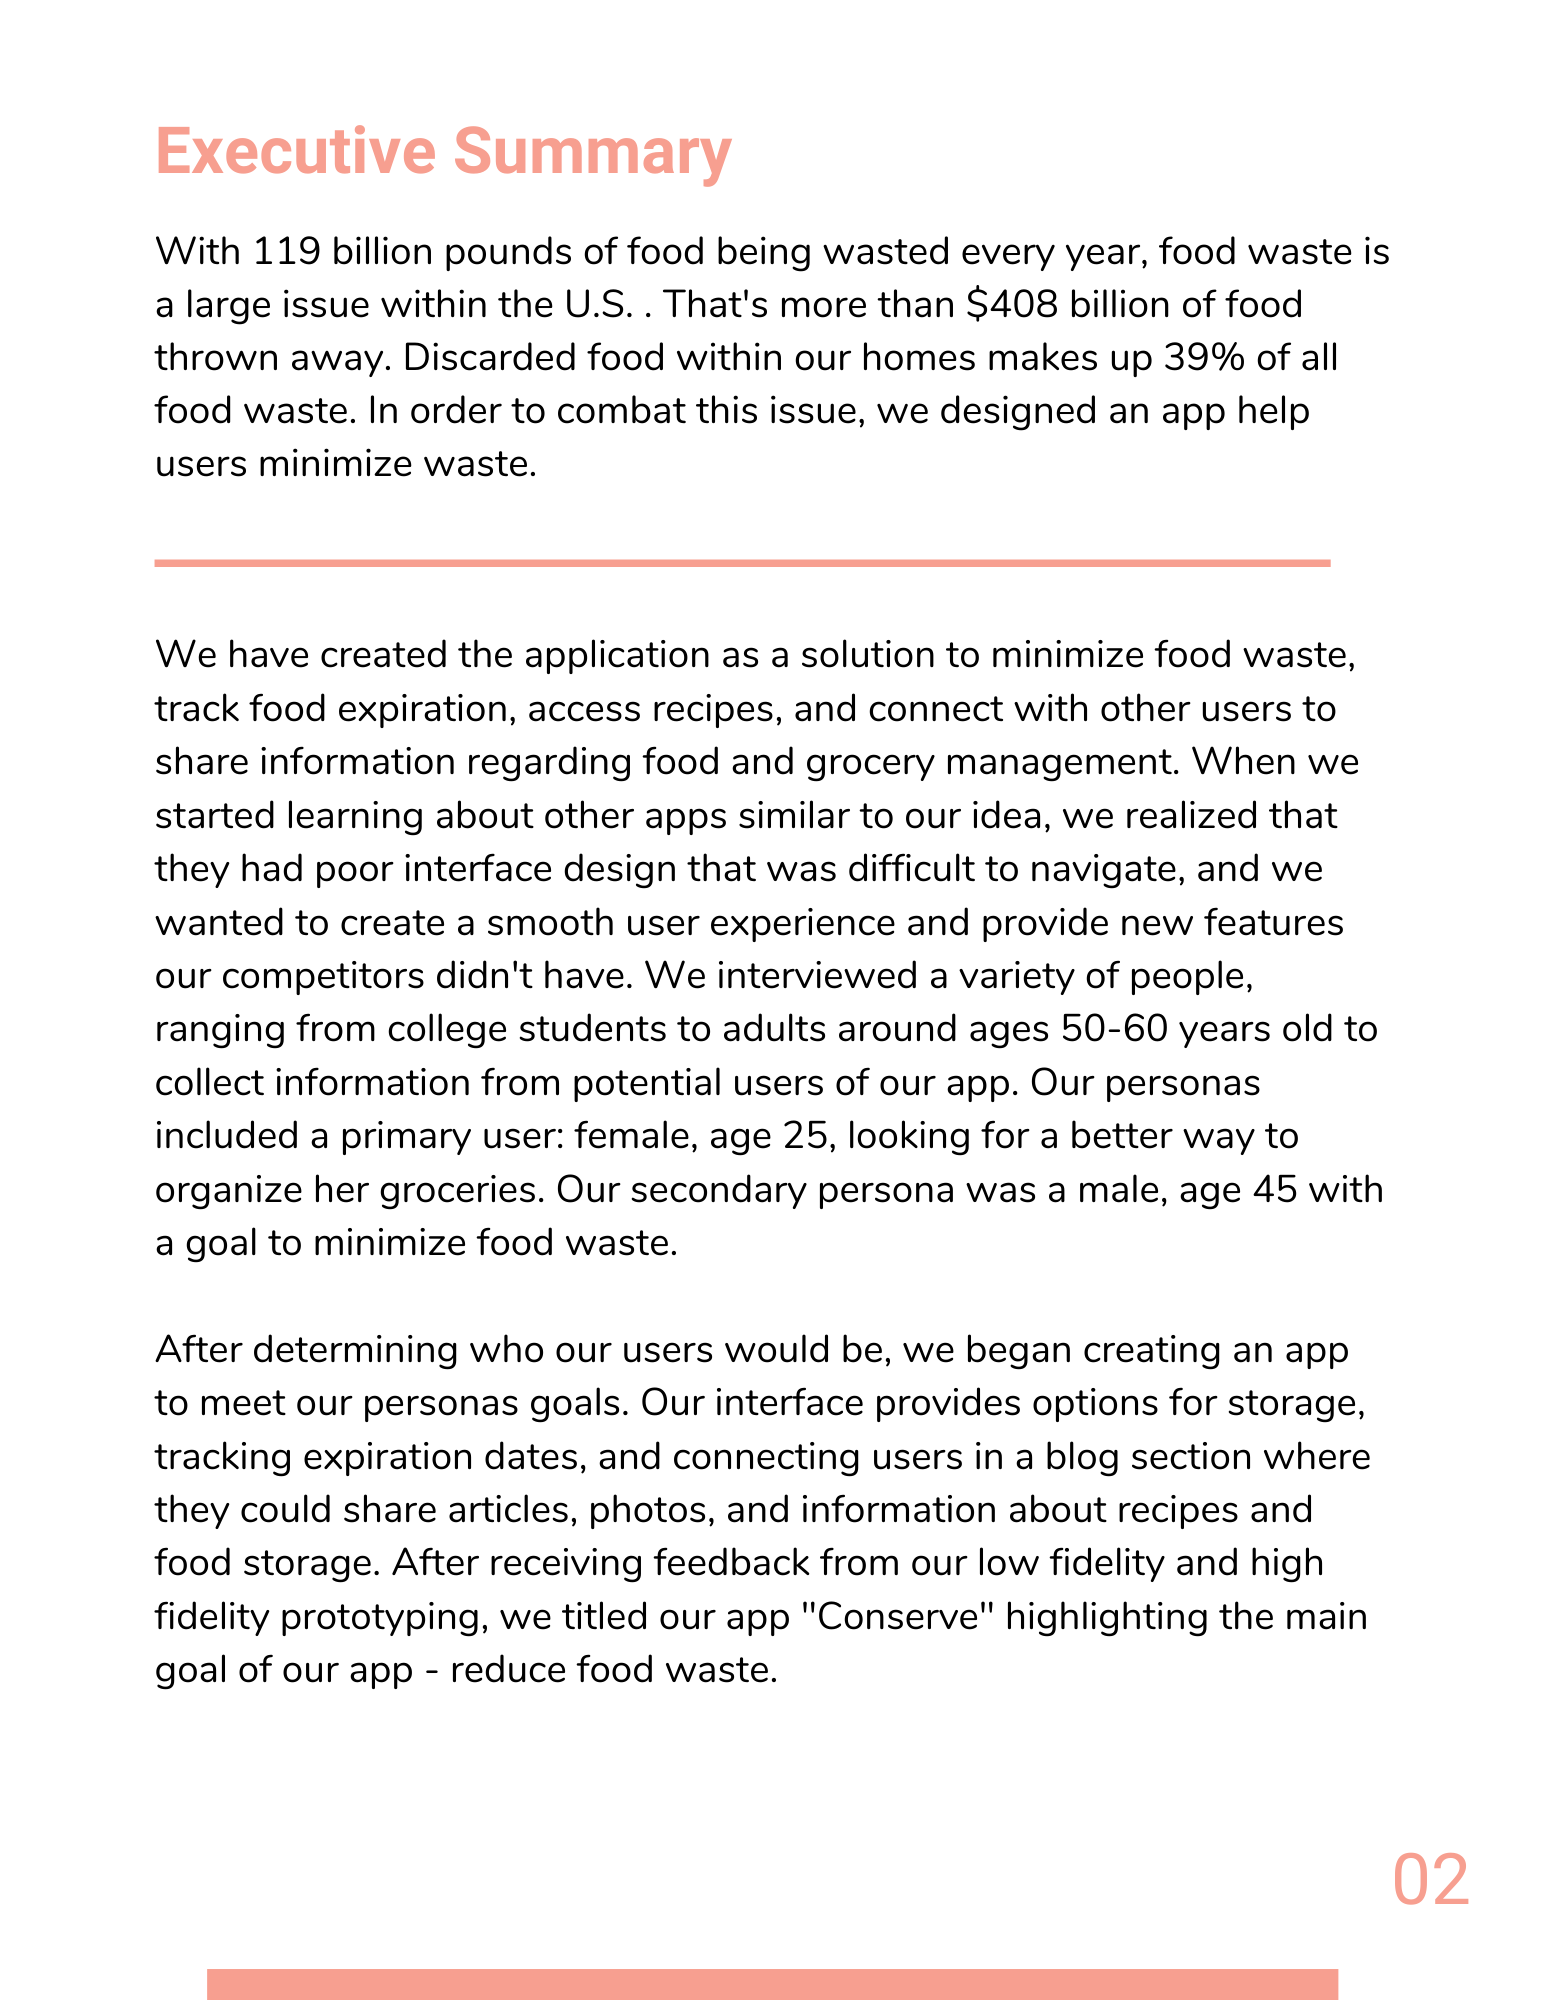 Executive Summary
With 119 billion pounds of food being wasted every year, food waste is
a large issue within the U.S. . That's more than $408 billion of food
thrown away. Discarded food within our homes makes up 39% of all
food waste. In order to combat this issue, we designed an app help
users minimize waste.
We have created the application as a solution to minimize food waste,
track food expiration, access recipes, and connect with other users to
share information regarding food and grocery management. When we
started learning about other apps similar to our idea, we realized that
they had poor interface design that was difficult to navigate, and we
wanted to create a smooth user experience and provide new features
our competitors didn't have. We interviewed a variety of people,
ranging from college students to adults around ages 50-60 years old to
collect information from potential users of our app. Our personas
included a primary user: female, age 25, looking for a better way to
organize her groceries. Our secondary persona was a male, age 45 with
a goal to minimize food waste.
After determining who our users would be, we began creating an app
to meet our personas goals. Our interface provides options for storage,
tracking expiration dates, and connecting users in a blog section where
they could share articles, photos, and information about recipes and
food storage. After receiving feedback from our low fidelity and high
fidelity prototyping, we titled our app "Conserve" highlighting the main
goal of our app - reduce food waste.
02